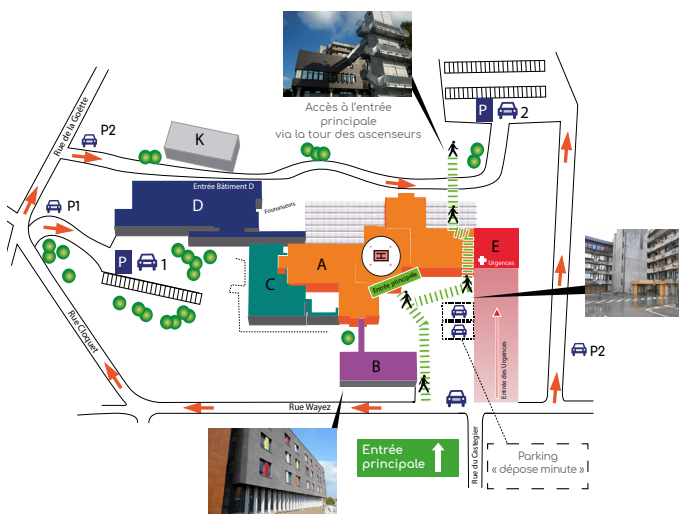 Accès à l'entrée
principale
via la tour des ascenseurs
P 2
Rue de la Goëtte
P2
K
Entrée Bâtiment D
D
Fournisseurs
P1
P 1
A
H
C
Entrée principale
E
Urgences
Rue Cloquet
B
P2
Entrée des Urgences
Rue Wayez
Entrée
principale
Rue du Castegier
Parking
« dépose minute »